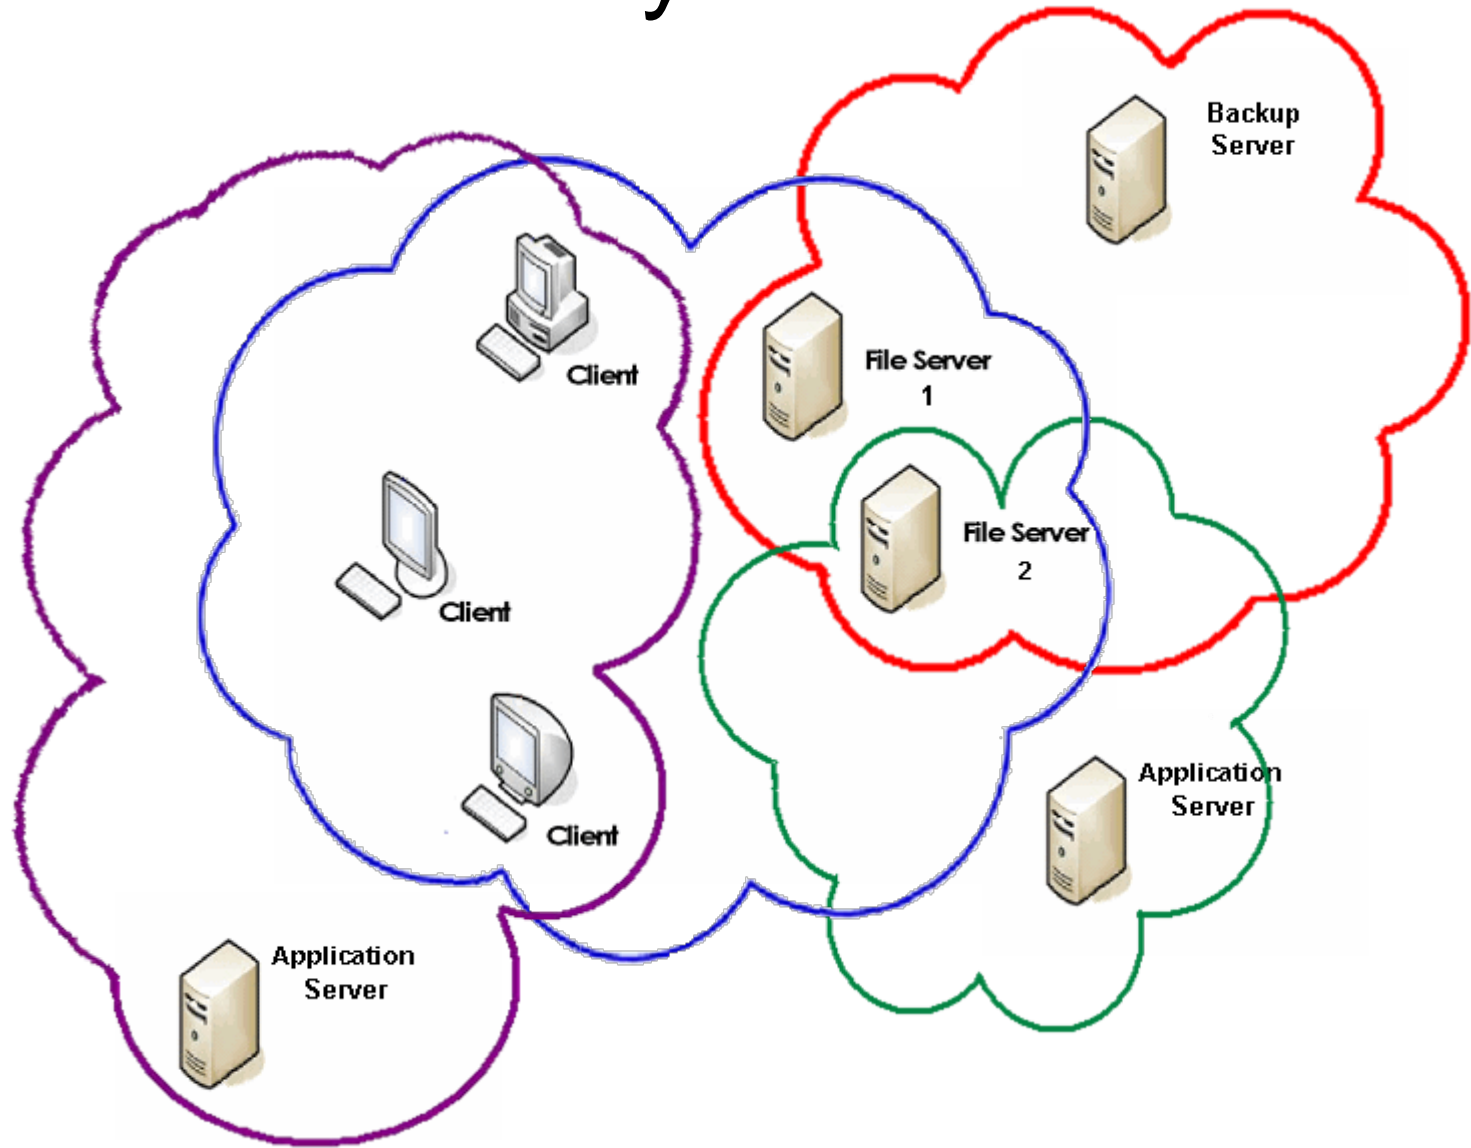 Backup
Server
File Server
1
Client
File Server
2
Client
Application
Server
Client
Application
Server